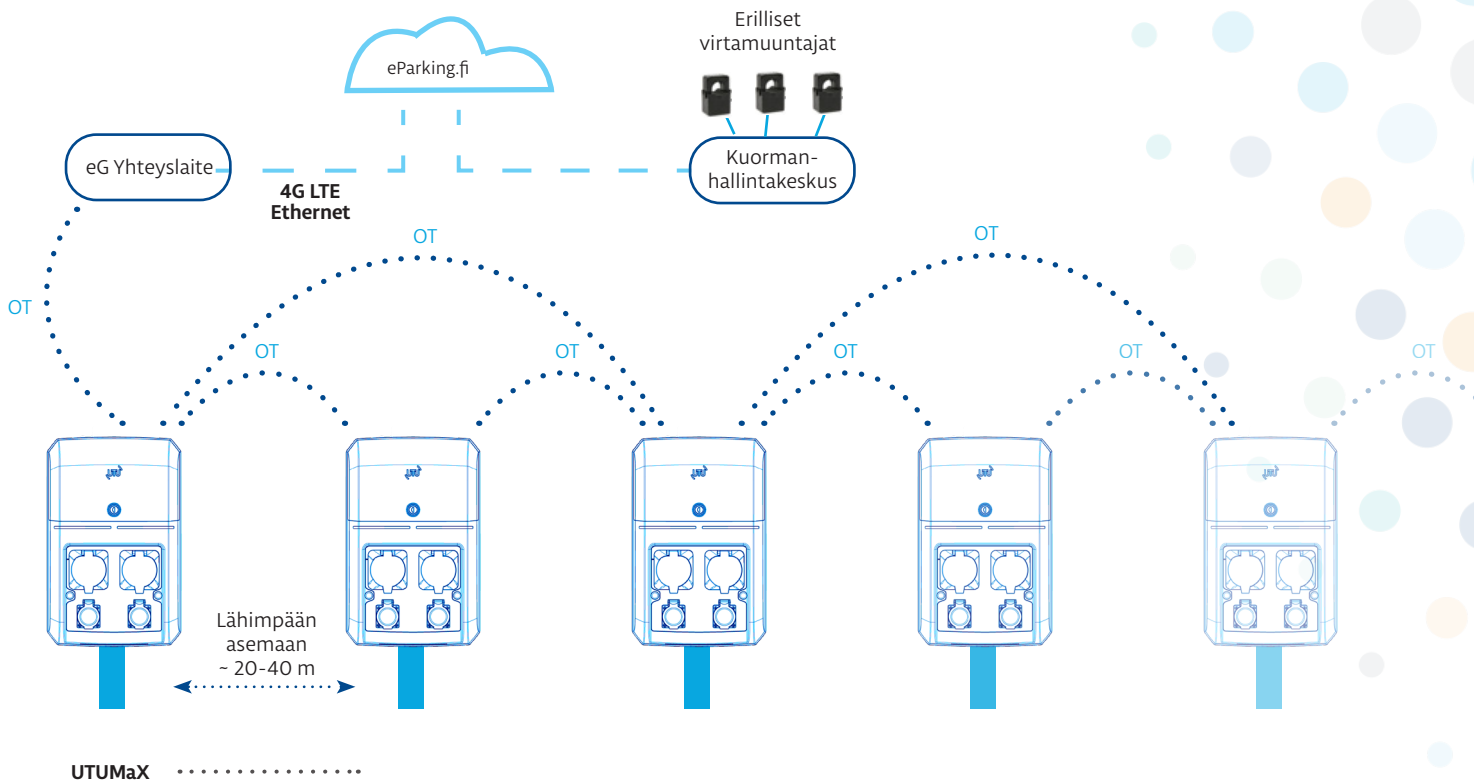 Erilliset
virtamuuntajat
eParking.fi
eG Yhteyslaite
Kuorman-
hallintakeskus
4G LTE
Ethernet
OT
OT
OT
OT
OT
OT
OT
OT
Lähimpään
asemaan
~ 20-40 m
UTUMaX